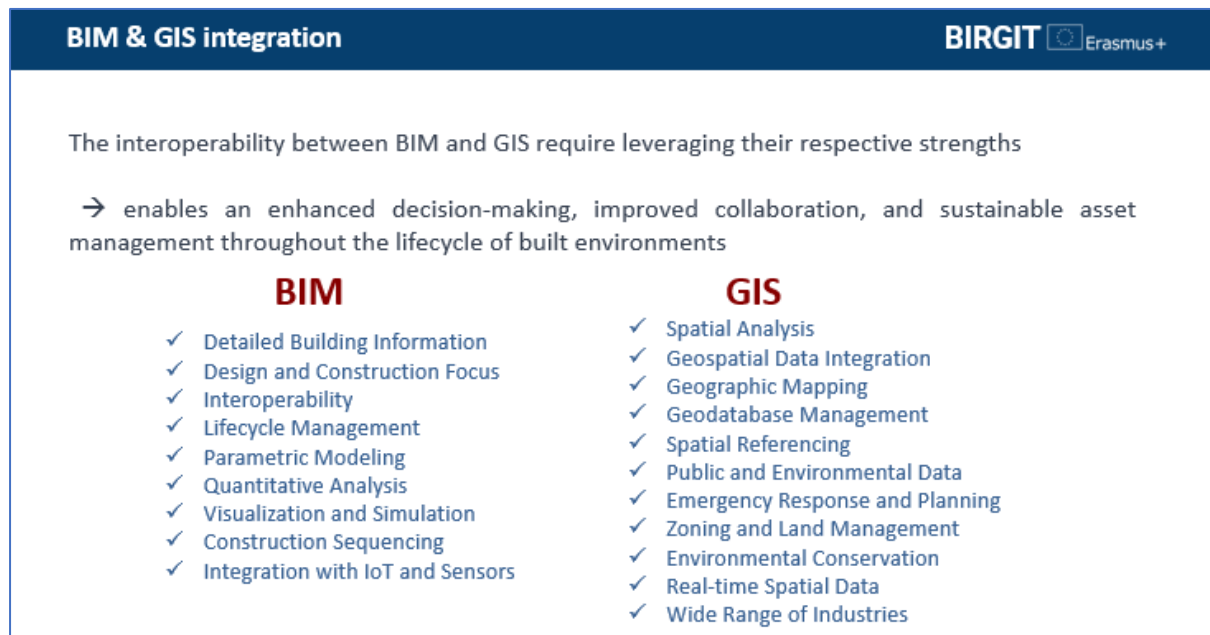 BIM & GIS integration
BIRGIT Erasmus+
The interoperability between BIM and GIS require leveraging their respective strengths
→ enables an enhanced decision-making, improved collaboration, and sustainable asset
management throughout the lifecycle of built environments
BIM
✓ Detailed Building Information
✓ Design and Construction Focus
✓ Interoperability
✓ Lifecycle Management
✓ Parametric Modeling
✓ Quantitative Analysis
✓ Visualization and Simulation
✓ Construction Sequencing
✓ Integration with IoT and Sensors
GIS
✓ Spatial Analysis
✓ Geospatial Data Integration
✓ Geographic Mapping
✓ Geodatabase Management
✓ Spatial Referencing
✓ Public and Environmental Data
✓ Emergency Response and Planning
✓ Zoning and Land Management
✓ Environmental Conservation
✓ Real-time Spatial Data
✓ Wide Range of Industries